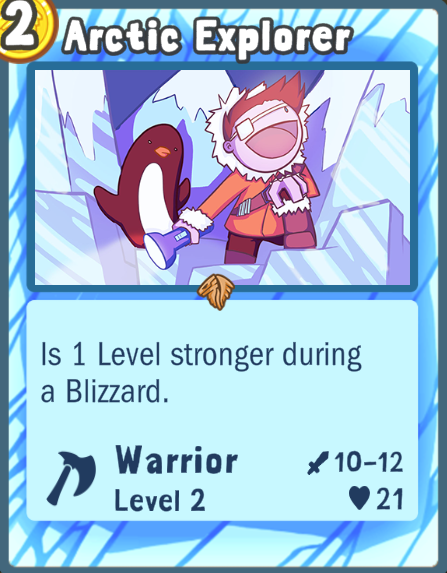 2
Arctic Explorer
Is 1 Level stronger during
a Blizzard.
Warrior
10–12
Level 2
21